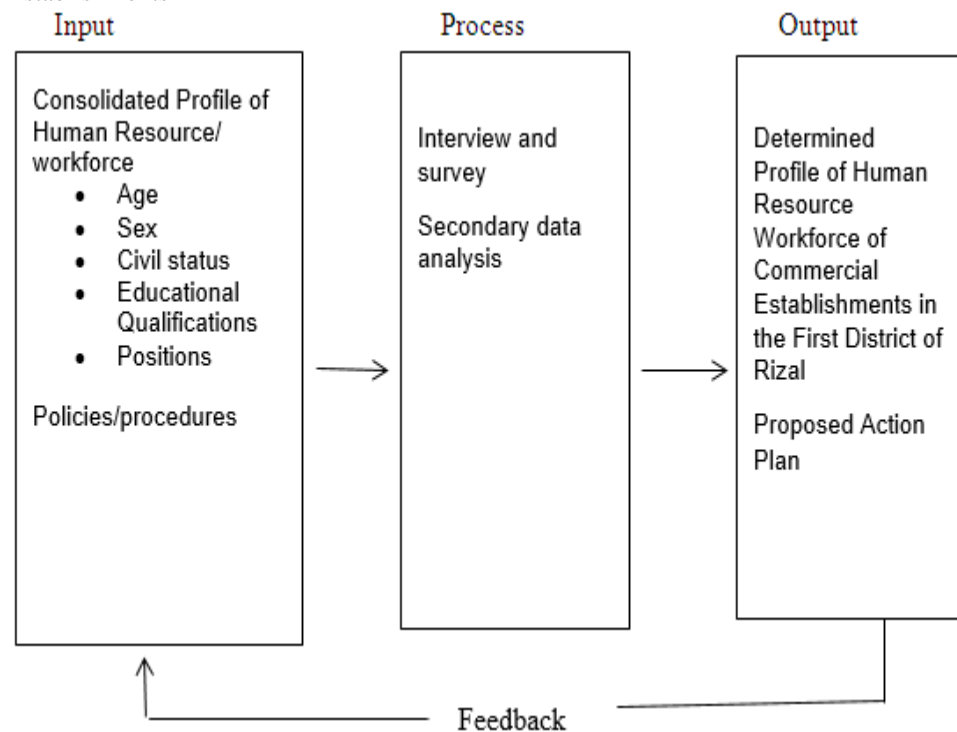 Input
Process
Output
Consolidated Profile of
Human Resource/
workforce
• Age
• Sex
• Civil status
• Educational
Qualifications
• Positions
Policies/procedures
Interview and
survey
Secondary data
analysis
Determined
Profile of Human
Resource
Workforce of
Commercial
Establishments in
the First District of
Rizal
Proposed Action
Plan
Feedback